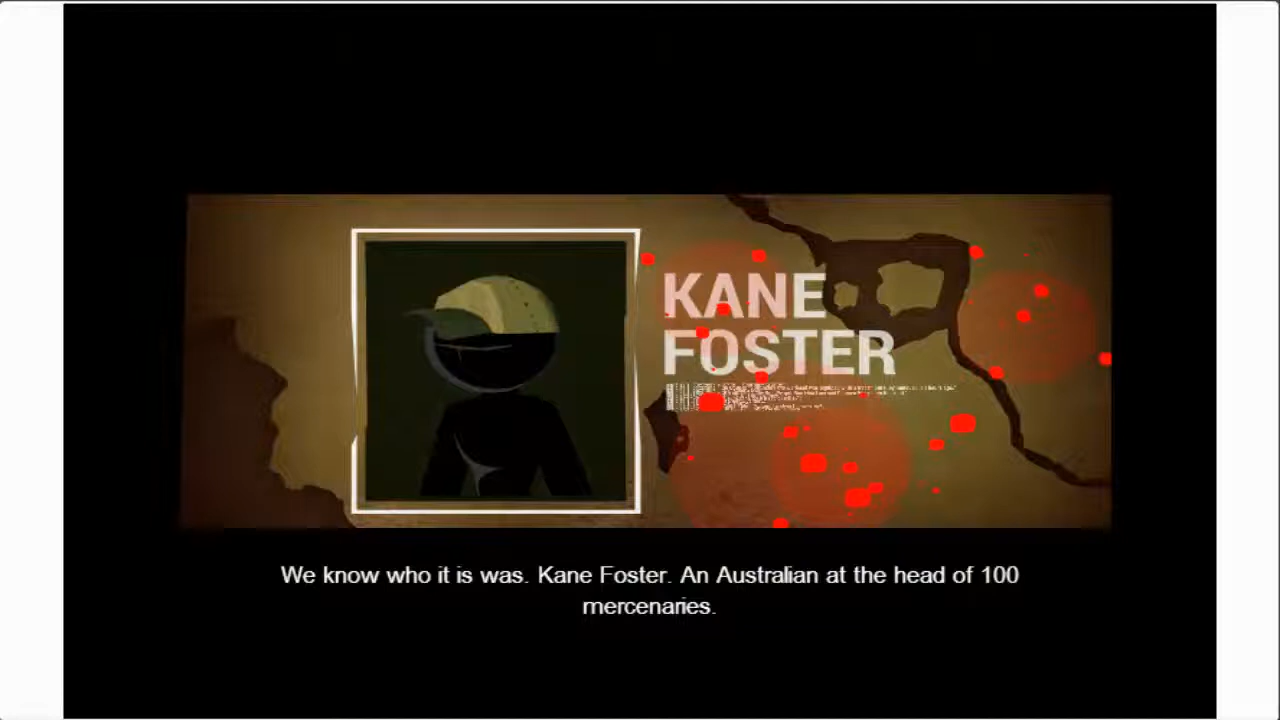 KANE
FOSTER
We know who it is was. Kane Foster. An Australian at the head of 100
mercenaries.